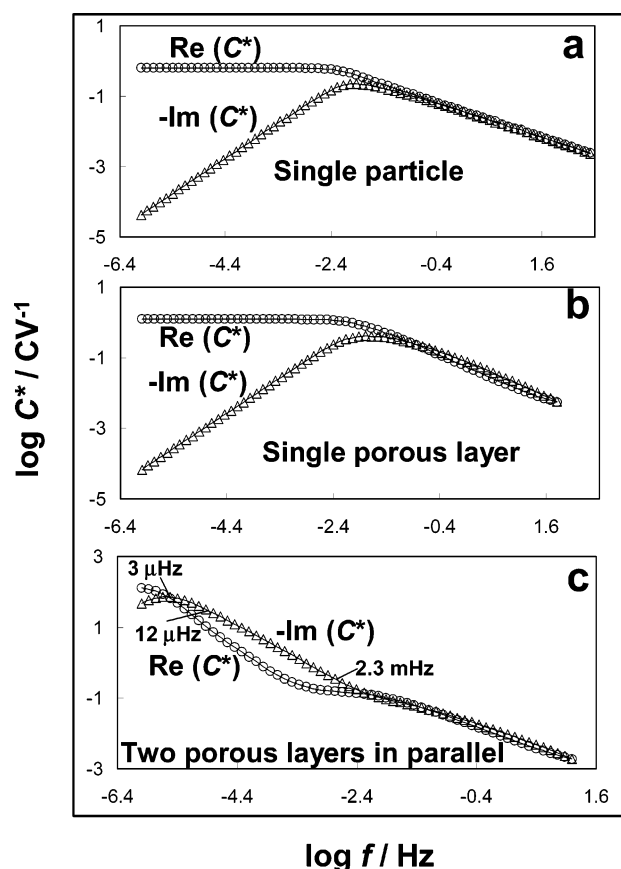 1
Re (C*)
a
-1
-Im (C*)
-3
Single particle
-5
-6.4 -4.4 -2.4 -0.4 1.6
1
b
Re (C*)
-1
-Im (C*)
-3
Single porous layer
-5
-6.4 -4.4 -2.4 -0.4 1.6
3
c
3 μHz
1
12 μHz
-Im (C*)
Re (C*)
2.3 mHz
-1
Two porous layers in parallel
-3
-6.4 -4.4 -2.4 -0.4 1.6
log C* / CV-1
log f / Hz